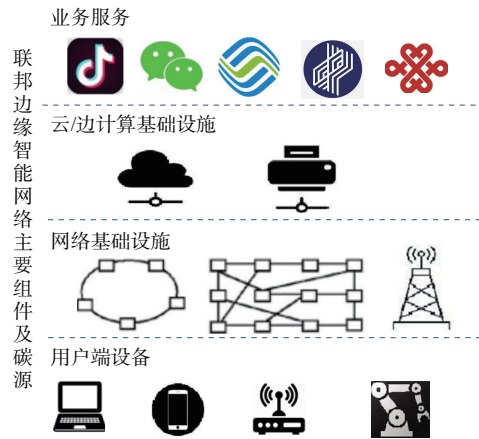 联邦边缘智能网络主要组件及碳源
业务服务
云/边计算基础设施
网络基础设施
用户端设备